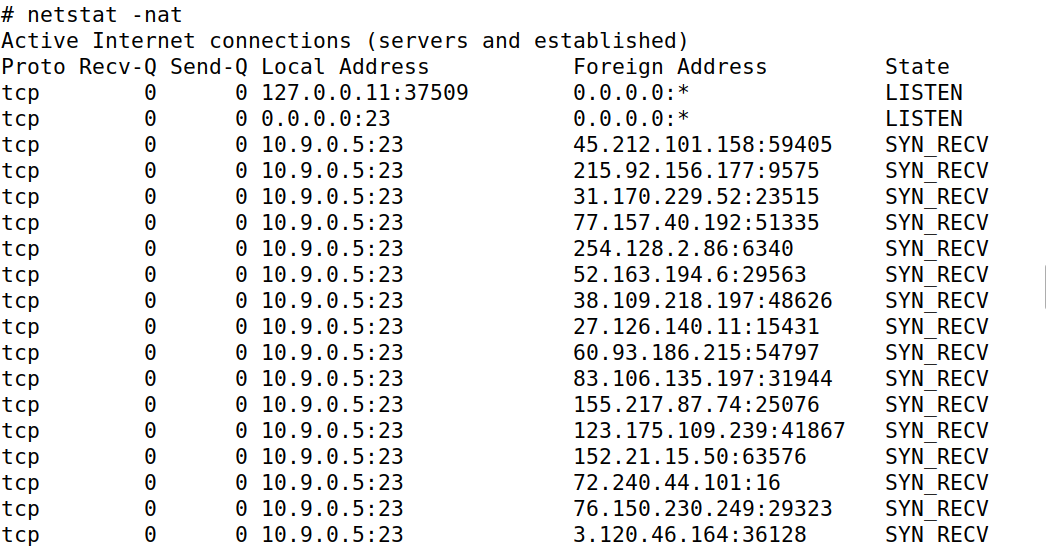 # netstat -nat
Active Internet connections (servers and established)
Proto Recv-Q Send-Q Local Address           Foreign Address         State
tcp        0      0 127.0.0.11:37509        0.0.0.0:*               LISTEN
tcp        0      0 0.0.0.0:23              0.0.0.0:*               LISTEN
tcp        0      0 10.9.0.5:23             45.212.101.158:59405    SYN_RECV
tcp        0      0 10.9.0.5:23             215.92.156.177:9575     SYN_RECV
tcp        0      0 10.9.0.5:23             31.170.229.52:23515     SYN_RECV
tcp        0      0 10.9.0.5:23             77.157.40.192:51335     SYN_RECV
tcp        0      0 10.9.0.5:23             254.128.2.86:6340       SYN_RECV
tcp        0      0 10.9.0.5:23             52.163.194.6:29563      SYN_RECV
tcp        0      0 10.9.0.5:23             38.109.218.197:48626    SYN_RECV
tcp        0      0 10.9.0.5:23             27.126.140.11:15431     SYN_RECV
tcp        0      0 10.9.0.5:23             60.93.186.215:54797     SYN_RECV
tcp        0      0 10.9.0.5:23             83.106.135.197:31944    SYN_RECV
tcp        0      0 10.9.0.5:23             155.217.87.74:25076     SYN_RECV
tcp        0      0 10.9.0.5:23             123.175.109.239:41867   SYN_RECV
tcp        0      0 10.9.0.5:23             152.21.15.50:63576      SYN_RECV
tcp        0      0 10.9.0.5:23             72.240.44.101:16        SYN_RECV
tcp        0      0 10.9.0.5:23             76.150.230.249:29323    SYN_RECV
tcp        0      0 10.9.0.5:23             3.120.46.164:36128      SYN_RECV